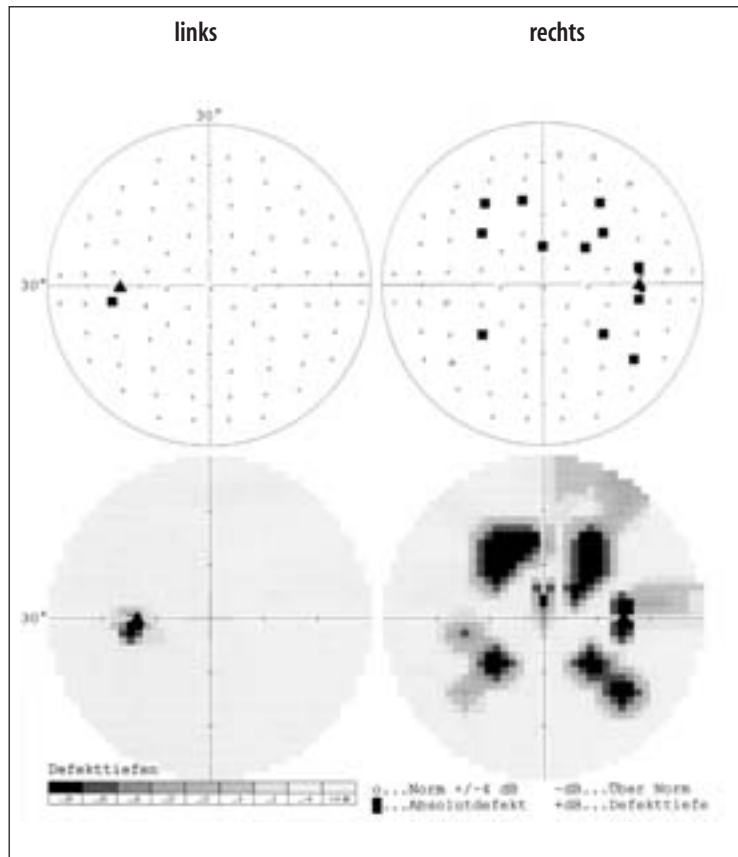 links rechts
30°
30°
30°
Defekttiefen
o...Norm +/-4 dB -dB...Über Norm
...Absolutdefekt +dB...Defekttiefe